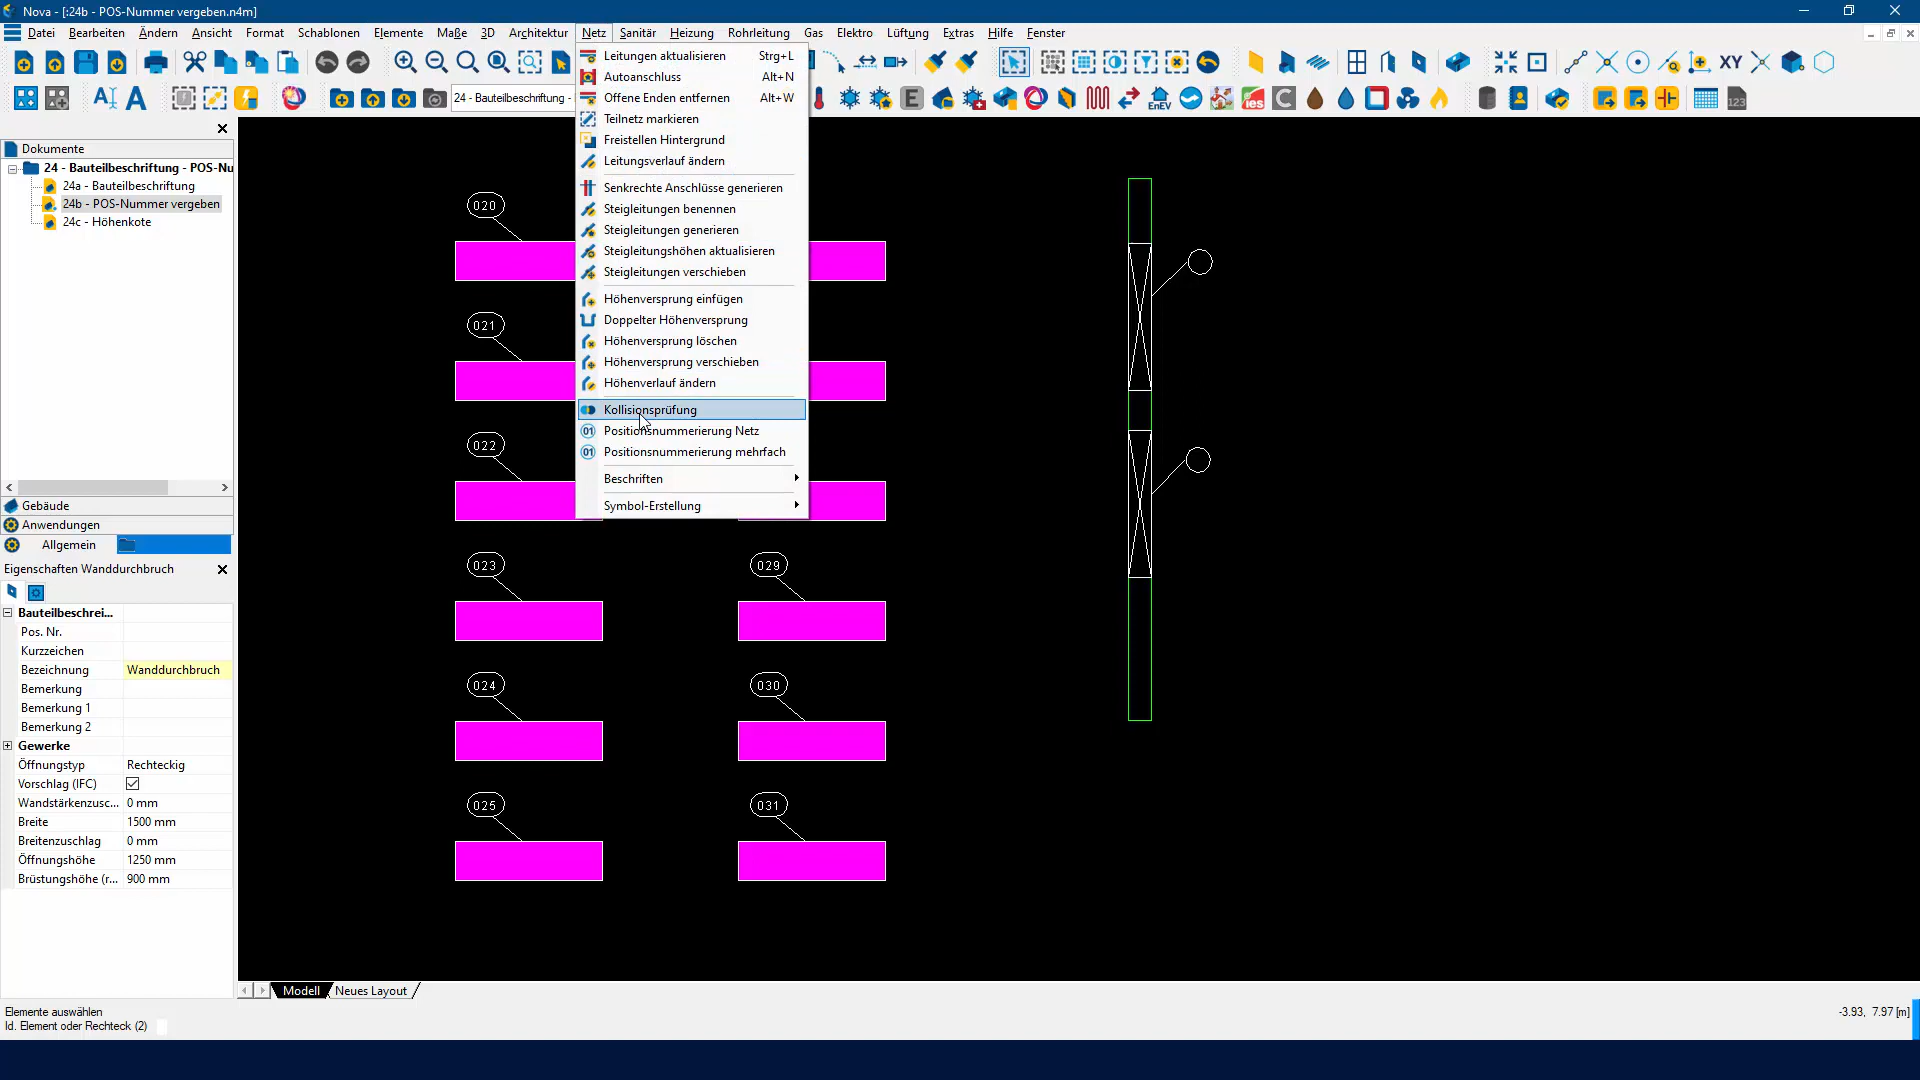 Nova - [:24b - POS-Nummer vergeben.n4m]
Datei Bearbeiten Ändern Ansicht Format Schablonen Elemente Maße 3D Architektur Netz Sanitär Heizung Rohrleitung Gas Elektro Lüftung Extras Hilfe Fenster
XY
24 - Bauteilbeschriftung -
E
EnEV
ies
C
123
Leitungen aktualisieren Strg+L
Autoanschluss Alt+N
Offene Enden entfernen Alt+W
Teilnetz markieren
Freistellen Hintergrund
Leitungsverlauf ändern
Senkrechte Anschlüsse generieren
Steigleitungen benennen
Steigleitungen generieren
Steigleitungshöhen aktualisieren
Steigleitungen verschieben
Höhenversprung einfügen
Doppelter Höhenversprung
Höhenversprung löschen
Höhenversprung verschieben
Höhenverlauf ändern
Kollisionsprüfung
01 Positionsnummerierung Netz
01 Positionsnummerierung mehrfach
Beschriften
Symbol-Erstellung
Dokumente
24 - Bauteilbeschriftung - POS-Nu
24a - Bauteilbeschriftung
24b - POS-Nummer vergeben
24c - Höhenkote
Gebäude
Anwendungen
Allgemein
Eigenschaften Wanddurchbruch
Bauteilbeschrei...
Pos. Nr.
Kurzzeichen
Bezeichnung Wanddurchbruch
Bemerkung
Bemerkung 1
Bemerkung 2
Gewerke
Öffnungstyp Rechteckig
Vorschlag (IFC)
Wandstärkenzusc... 0 mm
Breite 1500 mm
Breitenzuschlag 0 mm
Öffnungshöhe 1250 mm
Brüstungshöhe (r... 900 mm
020
021
022
023
029
024
030
025
031
Modell Neues Layout
Elemente auswählen
Id. Element oder Rechteck (2)
-3.93, 7.97 [m]